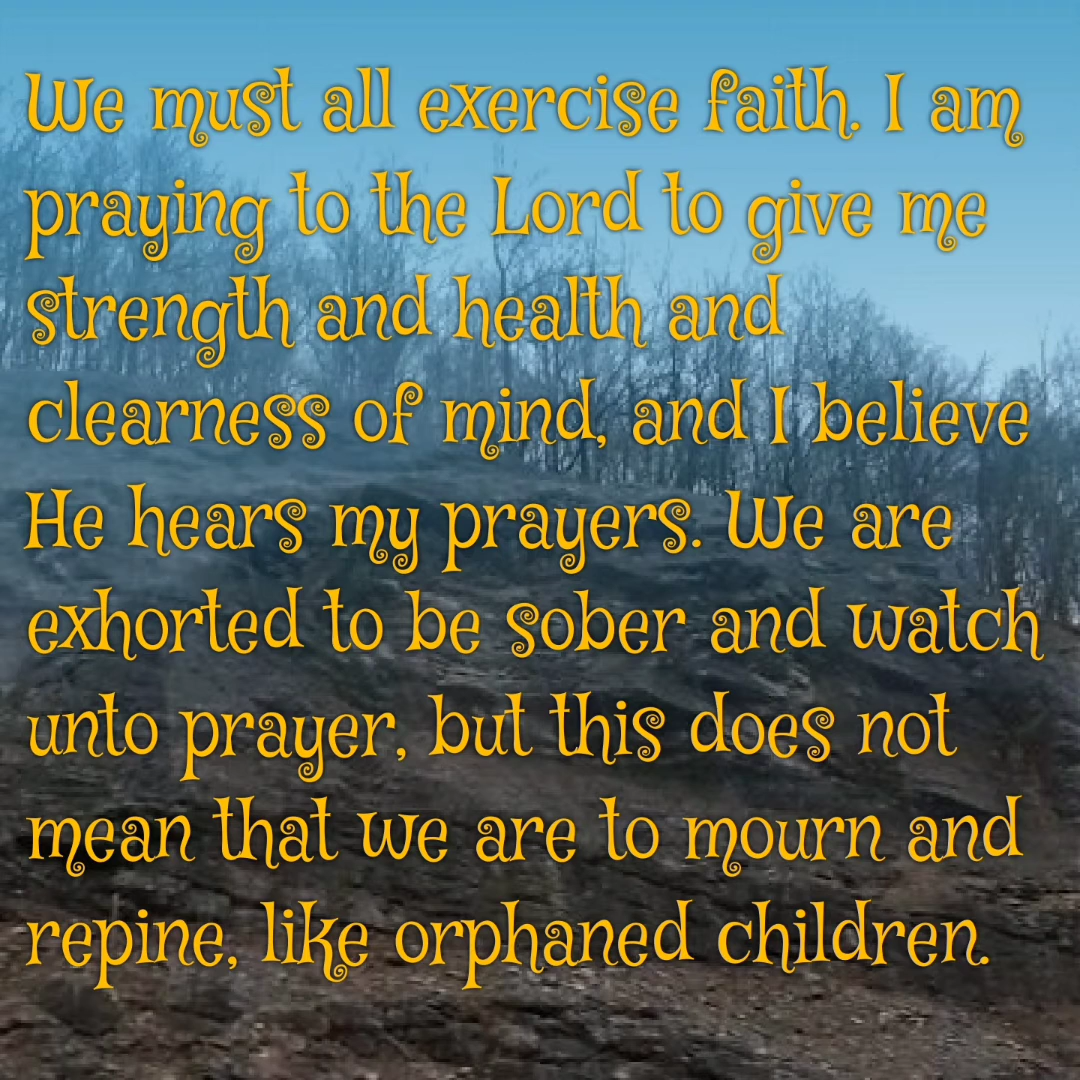 We must all exercise faith. I am
praying to the Lord to give me
strength and health and
clearness of mind, and I believe
He hears my prayers. We are
exhorted to be sober and watch
unto prayer, but this does not
mean that we are to mourn and
repine, like orphaned children.